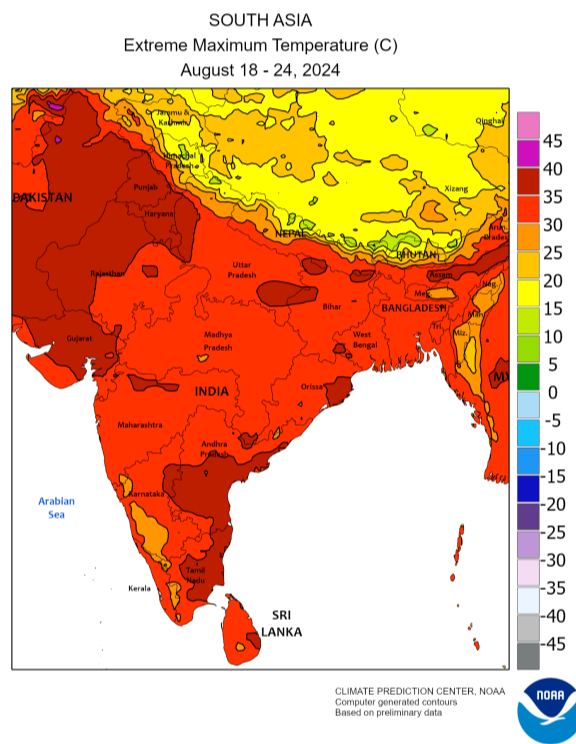 SOUTH ASIA
Extreme Maximum Temperature (C)
August 18 - 24, 2024
Jammu &
Kashmir
Qinghai
Himachal
Pradesh
Xizang
Punjab
PAKISTAN
Haryana
NEPAL
BHUTAN
Rajasthan
Uttar
Pradesh
Assam
Nag.
Meg.
Bihar
BANGLADESH
Tri.
Miz.
Gujarat
Madhya
Pradesh
West
Bengal
INDIA
Orissa
Maharashtra
Andhra
Pradesh
Karnataka
Arabian
Sea
Tamil
Nadu
Kerala
SRI
LANKA
45
40
35
30
25
20
15
10
5
0
-5
-10
-15
-20
-25
-30
-35
-40
-45
CLIMATE PREDICTION CENTER, NOAA
Computer generated contours
Based on preliminary data
NOAA